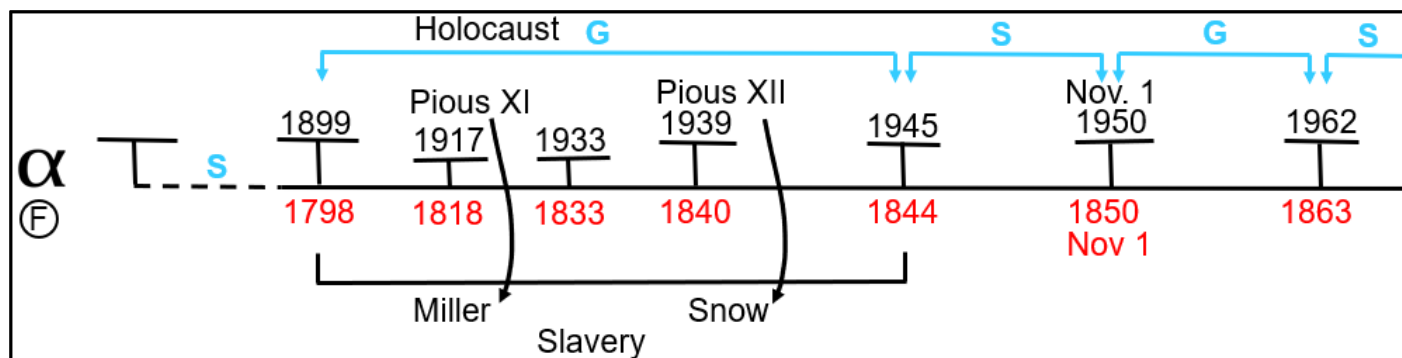 Holocaust G S G S
Pious XI Pious XII Nov. 1
1899 1917 1933 1939 1945 1950 1962
α S
F 1798 1818 1833 1840 1844 1850 1863
Nov 1
Miller Snow
Slavery